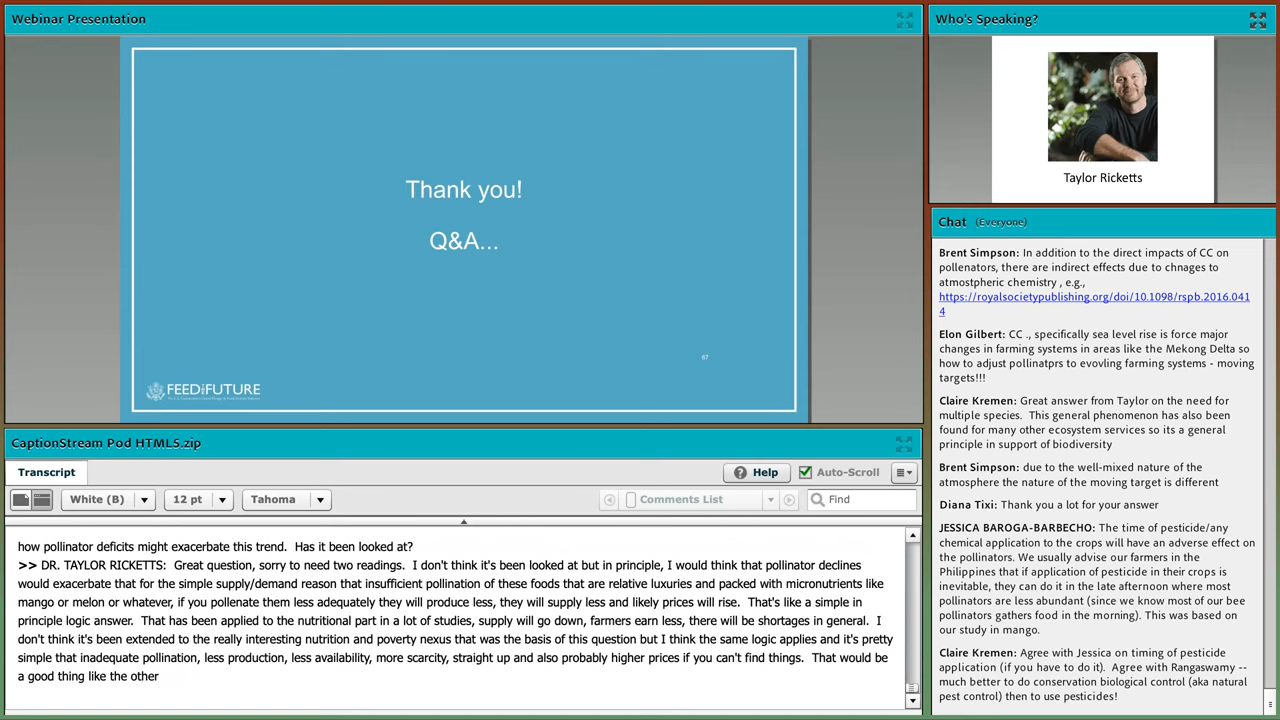 Webinar Presentation
Thank you!
Q&A...
67
FEEDiFUTURE
Who's Speaking?
Taylor Ricketts
Chat (Everyone)
Brent Simpson: In addition to the direct impacts of CC on
pollenators, there are indirect effects due to chnages to
atmostpheric chemistry , e.g.,
https://royalsocietypublishing.org/doi/10.1098/rspb.2016.041
4
Elon Gilbert: CC ., specifically sea level rise is force major
changes in farming systems in areas like the Mekong Delta so
how to adjust pollinatprs to evovling farming systems - moving
targets!!!
Claire Kremen: Great answer from Taylor on the need for
multiple species. This general phenomenon has also been
found for many other ecosystem services so its a general
principle in support of biodiversity
Brent Simpson: due to the well-mixed nature of the
atmosphere the nature of the moving target is different
Diana Tixi: Thank you a lot for your answer
JESSICA BAROGA-BARBECHO: The time of pesticide/any
chemical application to the crops will have an adverse effect on
the pollinators. We usually advise our farmers in the
Philippines that if application of pesticide in their crops is
inevitable, they can do it in the late afternoon where most
pollinators are less abundant (since we know most of our bee
pollinators gathers food in the morning). This was based on
our study in mango.
Claire Kremen: Agree with Jessica on timing of pesticide
application (if you have to do it). Agree with Rangaswamy --
much better to do conservation biological control (aka natural
pest control) then to use pesticides!
CaptionStream Pod HTML5.zip
Transcript
Help
Auto-Scroll
White (B)
12 pt
Tahoma
Comments List
Find
how pollinator deficits might exacerbate this trend. Has it been looked at?
>> DR. TAYLOR RICKETTS: Great question, sorry to need two readings. I don't think it's been looked at but in principle, I would think that pollinator declines
would exacerbate that for the simple supply/demand reason that insufficient pollination of these foods that are relative luxuries and packed with micronutrients like
mango or melon or whatever, if you pollenate them less adequately they will produce less, they will supply less and likely prices will rise. That's like a simple in
principle logic answer. That has been applied to the nutritional part in a lot of studies, supply will go down, farmers earn less, there will be shortages in general. I
don't think it's been extended to the really interesting nutrition and poverty nexus that was the basis of this question but I think the same logic applies and it's pretty
simple that inadequate pollination, less production, less availability, more scarcity, straight up and also probably higher prices if you can't find things. That would be
a good thing like the other